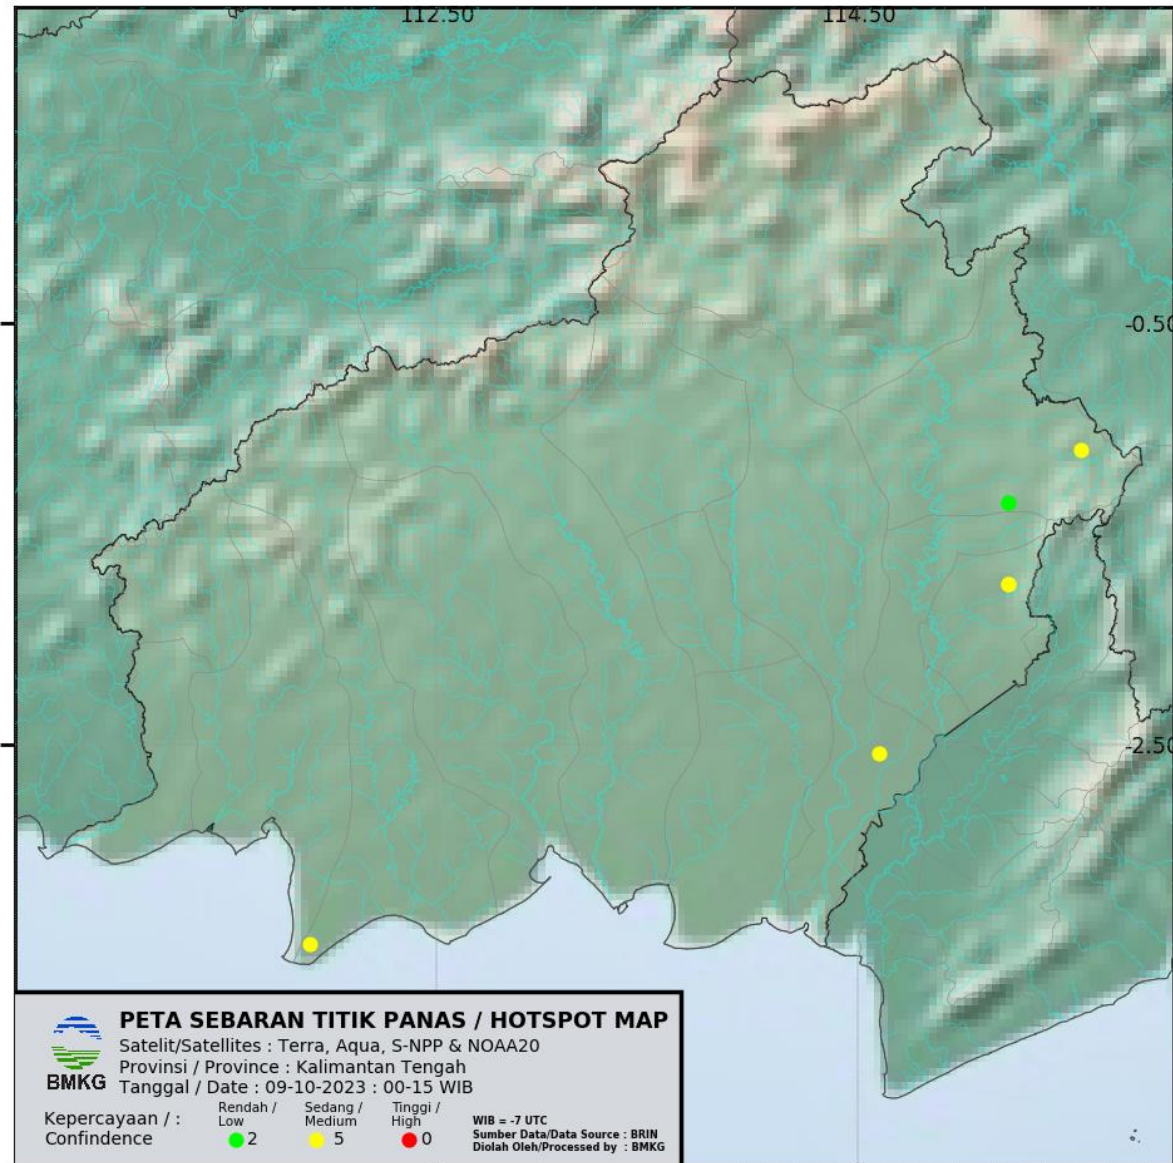 112.50 114.50
-0.50
-2.50
PETA SEBARAN TITIK PANAS / HOTSPOT MAP
Satelit/Satellites : Terra, Aqua, S-NPP & NOAA20
Provinsi / Province : Kalimantan Tengah
Tanggal / Date : 09-10-2023 : 00-15 WIB
BMKG
Kepercayaan / :
Confindence
Rendah /
Low
2
Sedang /
Medium
5
Tinggi /
High
0
WIB = -7 UTC
Sumber Data/Data Source : BRIN
Diolah Oleh/Processed by : BMKG